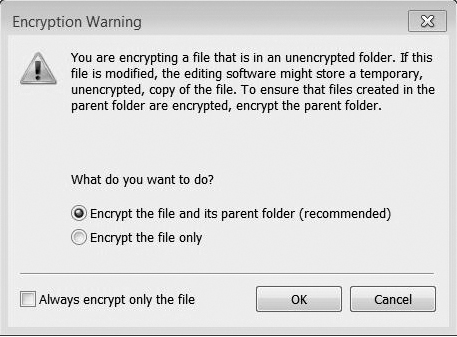 Encryption Warning
You are encrypting a file that is in an unencrypted folder. If this
file is modified, the editing software might store a temporary,
unencrypted, copy of the file. To ensure that files created in the
parent folder are encrypted, encrypt the parent folder.
What do you want to do?
Encrypt the file and its parent folder (recommended)
Encrypt the file only
Always encrypt only the file
OK
Cancel